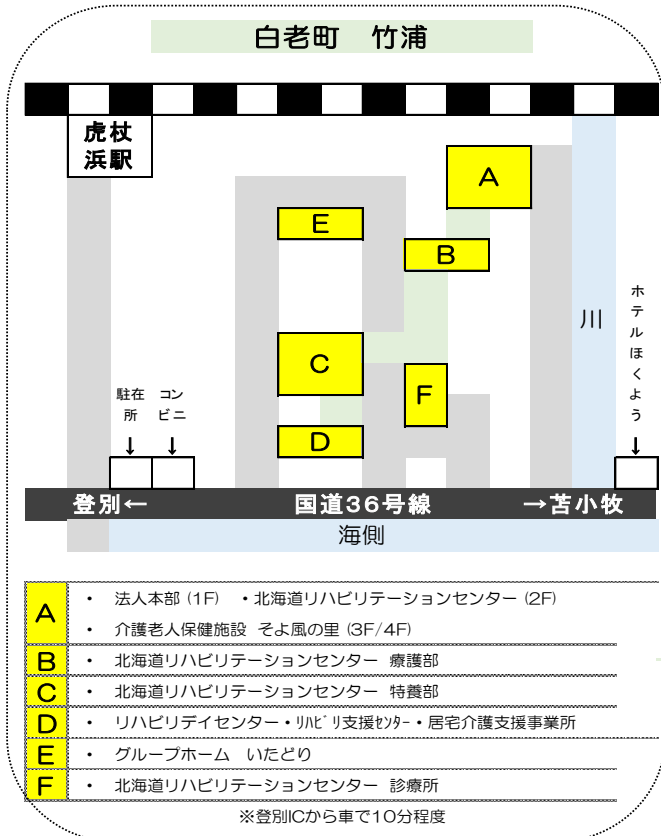 白老町　竹浦
虎杖
浜駅
A
E
B
川
ホテルほくよう
C
F
駐在
所
コン
ビニ
↓
↓
↓
D
登別←
国道36号線
→苫小牧
海側
A
・ 法人本部 (1F) ・北海道リハビリテーションセンター (2F)
・ 介護老人保健施設 そよ風の里 (3F/4F)
B ・ 北海道リハビリテーションセンター 療護部
C ・ 北海道リハビリテーションセンター 特養部
D ・ リハビリデイセンター・ﾘﾊﾋﾞﾘ支援ｾﾝﾀｰ・居宅介護支援事業所
E ・ グループホーム　いたどり
F ・ 北海道リハビリテーションセンター 診療所
※登別ICから車で10分程度